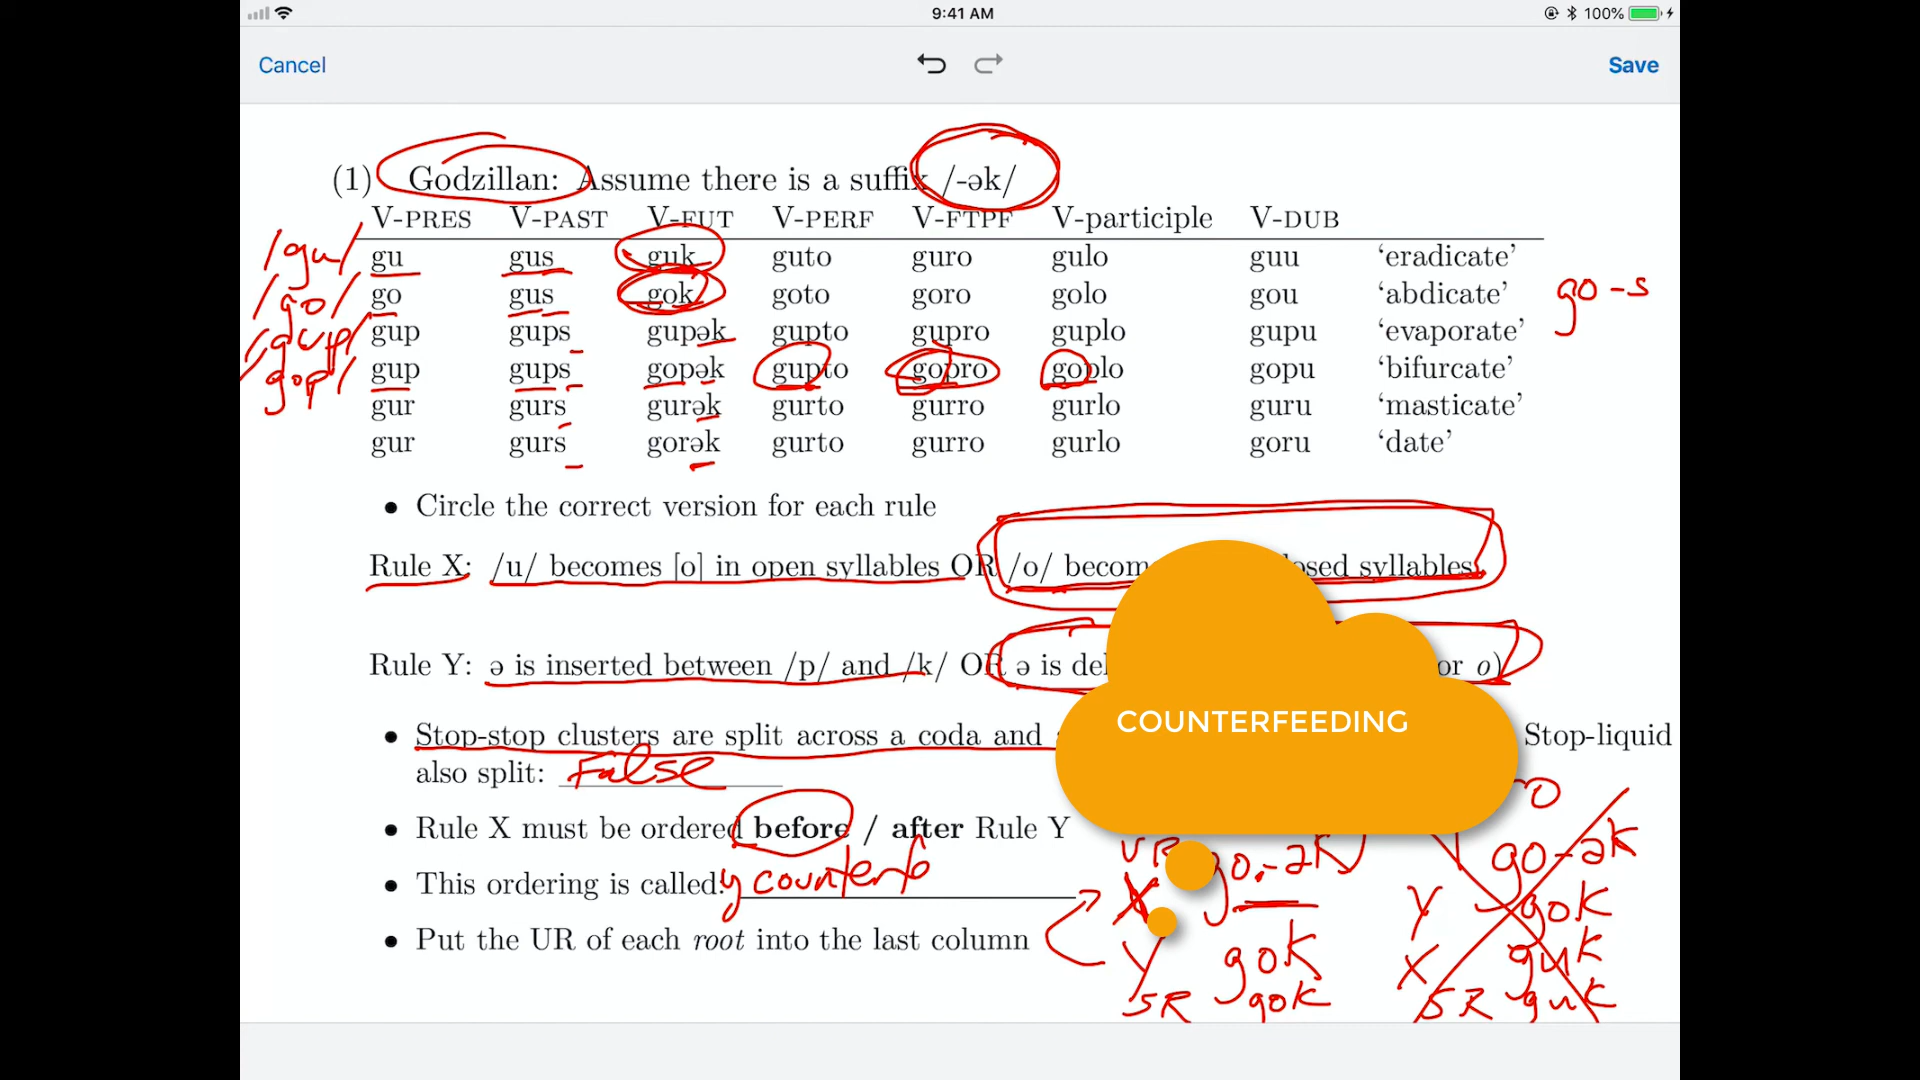 9:41 AM 100%
Cancel Save
(1) Godzillan: Assume there is a suffix /-ək/
V-PRES V-PAST V-FUT V-PERF V-FTPF V-participle V-DUB
/gu/ gu gus guk guto guro gulo guu ‘eradicate’
/go/ go gus gok goto goro golo gou ‘abdicate’ go-s
/gup/ gup gups gupək gupto gupro guplo gupu ‘evaporate’
/gop/ gup gups gopək gupto gopro goplo gopu ‘bifurcate’
gur gurs gurək gurto gurro gurlo guru ‘masticate’
gur gurs gorək gurto gurro gurlo goru ‘date’
• Circle the correct version for each rule
Rule X: /u/ becomes [o] in open syllables OR /o/ syllables
Rule Y: ə is inserted between /p/ and /k/ OR ə is or o)
COUNTERFEEDING
• Stop-stop clusters are split across a coda and Stop-liquid
also split: False
• Rule X must be ordered before / after Rule Y
UR go-ək go-ək
• This ordering is called: y counterfe
X Y gok
• Put the UR of each root into the last column
Y gok X guk
SR gok SR guk